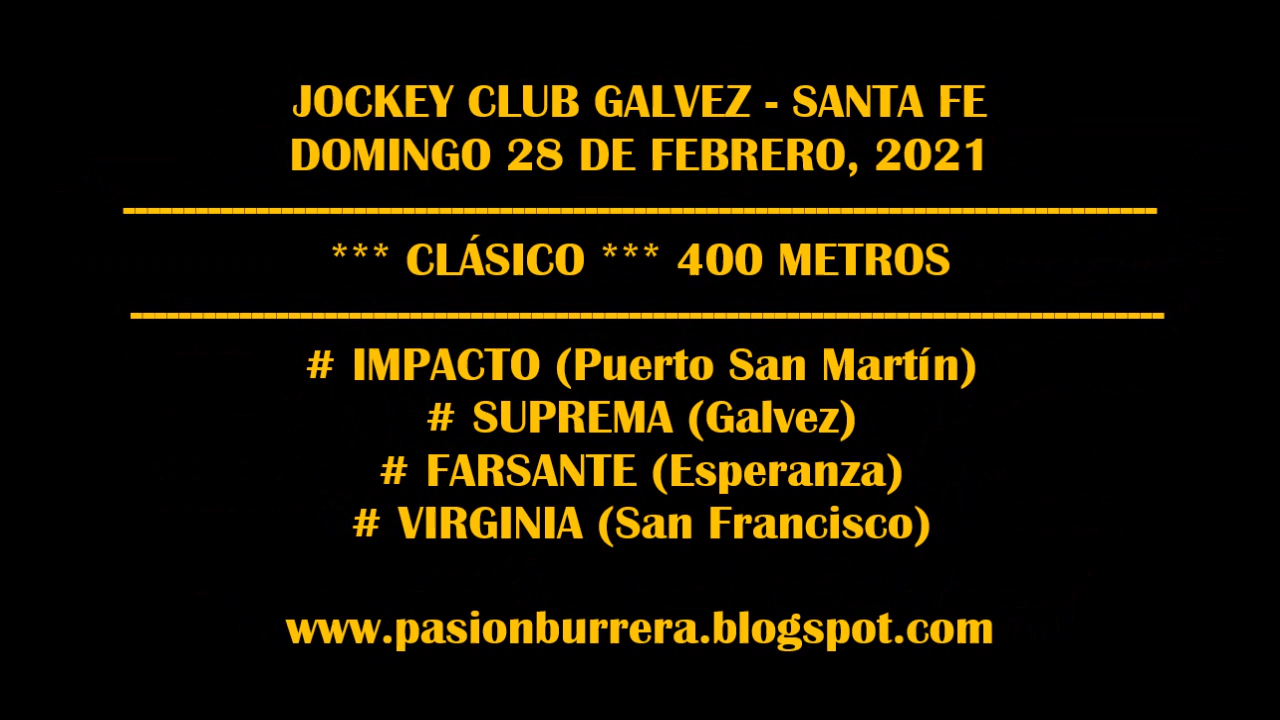 JOCKEY CLUB GALVEZ - SANTA FE
DOMINGO 28 DE FEBRERO, 2021
--------------------------------------------------------------------------------------
*** CLÁSICO *** 400 METROS
--------------------------------------------------------------------------------------
# IMPACTO (Puerto San Martín)
# SUPREMA (Galvez)
# FARSANTE (Esperanza)
# VIRGINIA (San Francisco)
www.pasionburrera.blogspot.com